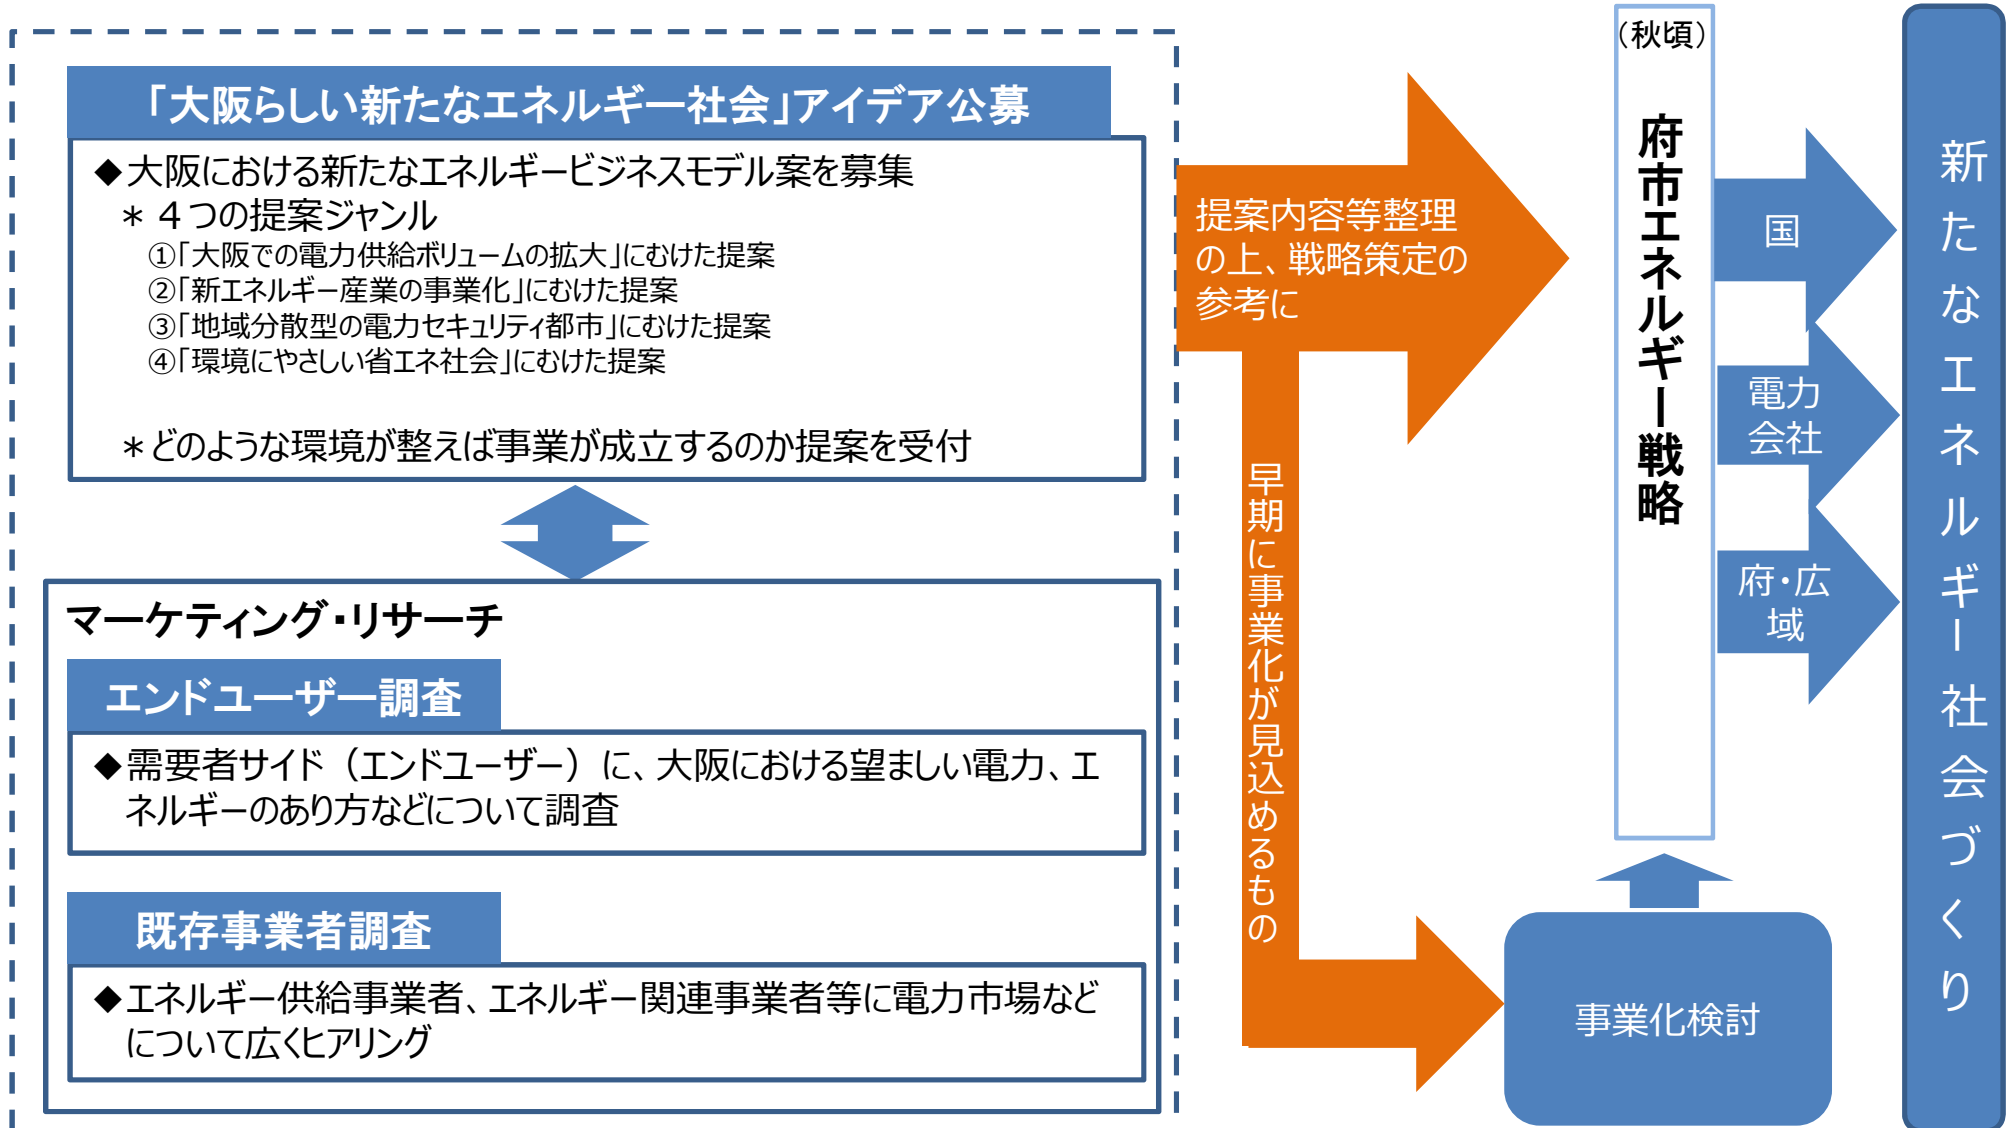 「大阪らしい新たなエネルギー社会」アイデア公募
◆大阪における新たなエネルギービジネスモデル案を募集
＊４つの提案ジャンル
①「大阪での電力供給ボリュームの拡大」にむけた提案
②「新エネルギー産業の事業化」にむけた提案
③「地域分散型の電力セキュリティ都市」にむけた提案
④「環境にやさしい省エネ社会」にむけた提案
＊どのような環境が整えば事業が成立するのか提案を受付
マーケティング・リサーチ
エンドユーザー調査
◆需要者サイド（エンドユーザー）に、大阪における望ましい電力、エ
ネルギーのあり方などについて調査
既存事業者調査
◆エネルギー供給事業者、エネルギー関連事業者等に電力市場など
について広くヒアリング
提案内容等整理
の上、戦略策定の
参考に
早期に事業化が見込めるもの
事業化検討
（秋頃）
府市エネルギー戦略
国
電力
会社
府・広
域
新たなエネルギー社会づくり